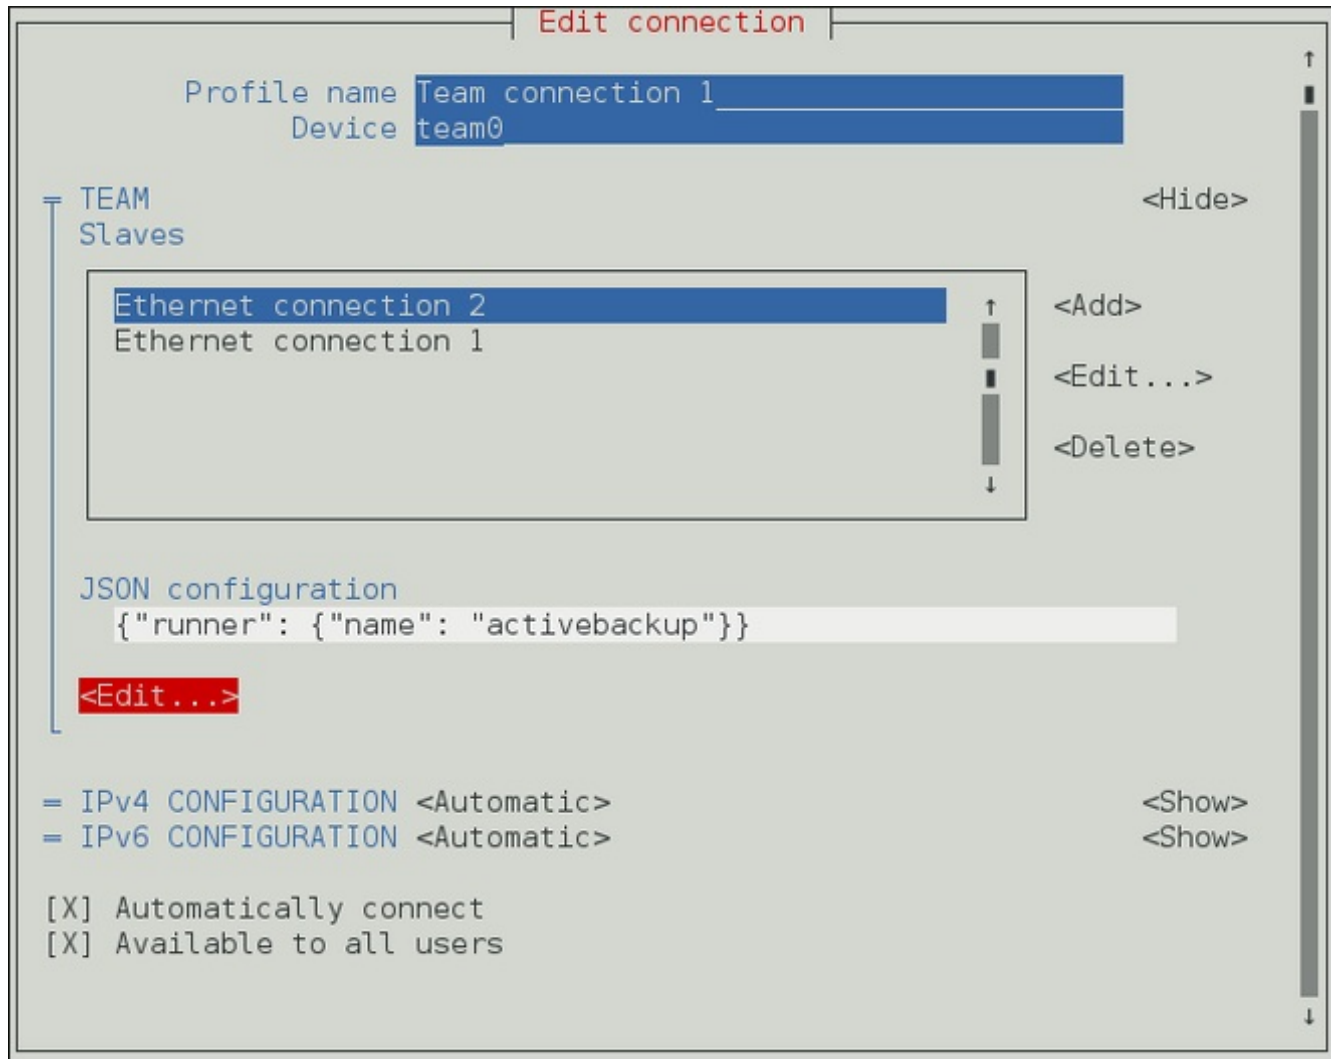 Edit connection
Profile name Team connection 1
Device team0
TEAM <Hide>
Slaves
Ethernet connection 2 <Add>
Ethernet connection 1
<Edit...>
<Delete>
JSON configuration
{"runner": {"name": "activebackup"}}
<Edit...>
IPv4 CONFIGURATION <Automatic> <Show>
IPv6 CONFIGURATION <Automatic> <Show>
[X] Automatically connect
[X] Available to all users